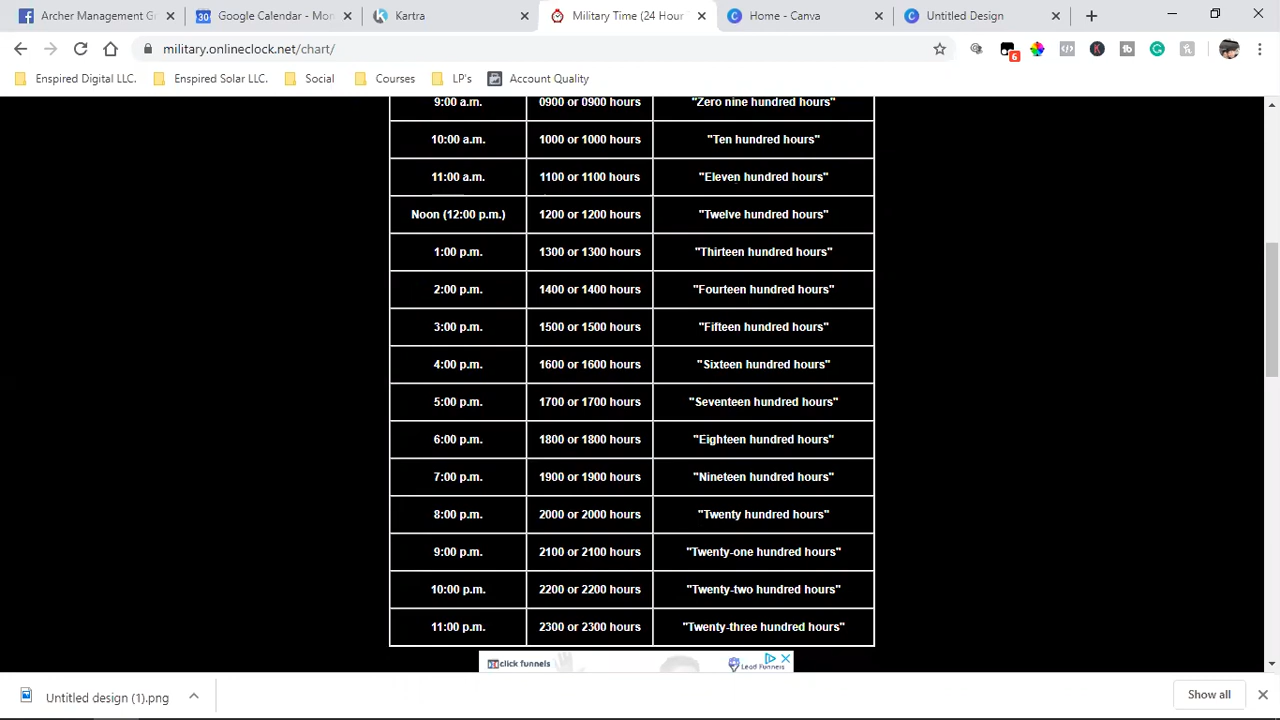 Archer Management Gr
Google Calendar - Mon
Kartra
Military Time (24 Hour
Home - Canva
Untitled Design
military.onlineclock.net/chart/
6
Enspired Digital LLC.
Enspired Solar LLC.
Social
Courses
LP's
Account Quality
9:00 a.m. 0900 or 0900 hours "Zero nine hundred hours"
10:00 a.m. 1000 or 1000 hours "Ten hundred hours"
11:00 a.m. 1100 or 1100 hours "Eleven hundred hours"
Noon (12:00 p.m.) 1200 or 1200 hours "Twelve hundred hours"
1:00 p.m. 1300 or 1300 hours "Thirteen hundred hours"
2:00 p.m. 1400 or 1400 hours "Fourteen hundred hours"
3:00 p.m. 1500 or 1500 hours "Fifteen hundred hours"
4:00 p.m. 1600 or 1600 hours "Sixteen hundred hours"
5:00 p.m. 1700 or 1700 hours "Seventeen hundred hours"
6:00 p.m. 1800 or 1800 hours "Eighteen hundred hours"
7:00 p.m. 1900 or 1900 hours "Nineteen hundred hours"
8:00 p.m. 2000 or 2000 hours "Twenty hundred hours"
9:00 p.m. 2100 or 2100 hours "Twenty-one hundred hours"
10:00 p.m. 2200 or 2200 hours "Twenty-two hundred hours"
11:00 p.m. 2300 or 2300 hours "Twenty-three hundred hours"
click funnels
Lead Funnels
Untitled design (1).png
Show all